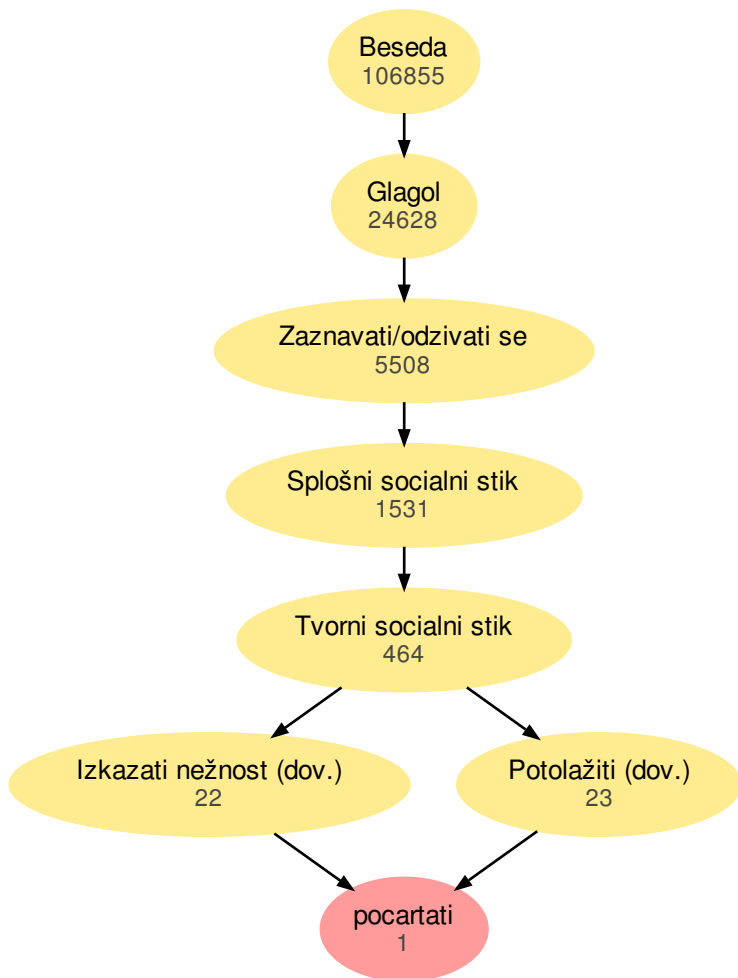 Beseda
106855
Glagol
24628
Zaznavati/odzivati se
5508
Splošni socialni stik
1531
Tvorni socialni stik
464
Izkazati nežnost (dov.)
22
Potolažiti (dov.)
23
pocartati
1